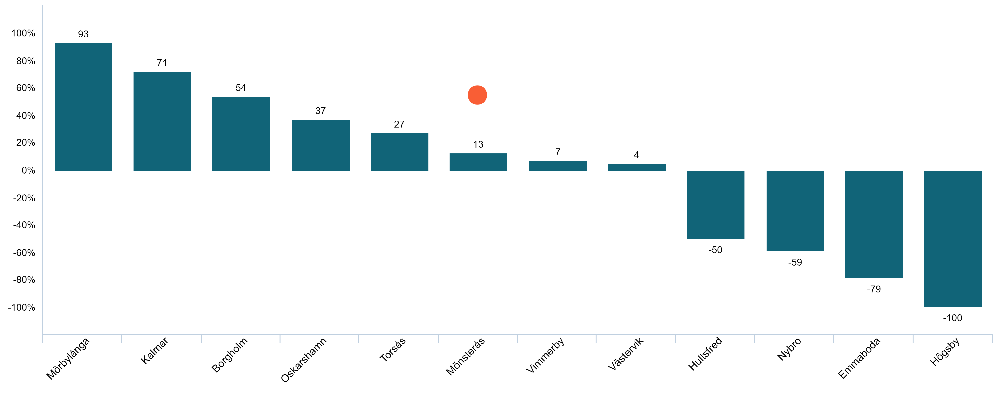 100%
80%
60%
40%
20%
0%
-20%
-40%
-60%
-80%
-100%
93
71
54
37
27
13
7
4
-50
-59
-79
-100
Mörbylånga
Kalmar
Borgholm
Oskarshamn
Torsås
Mönsterås
Vimmerby
Västervik
Hultsfred
Nybro
Emmaboda
Högsby